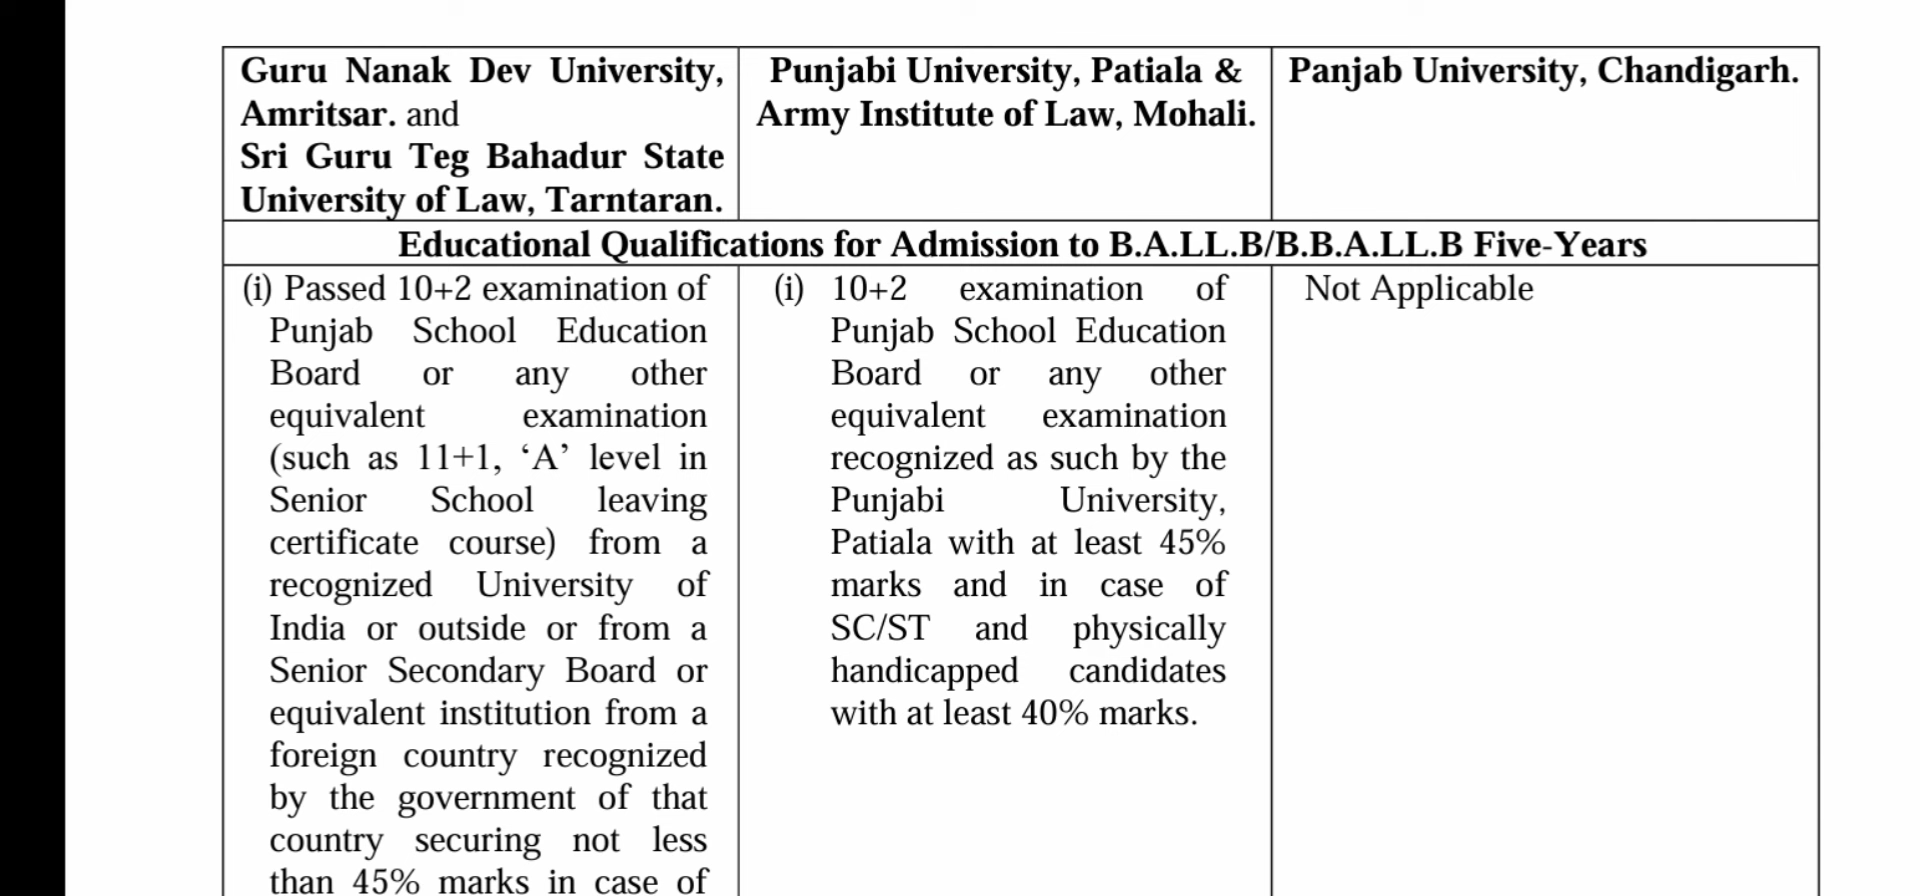 Guru Nanak Dev University,
Amritsar. and
Sri Guru Teg Bahadur State
University of Law, Tarntaran.
Punjabi University, Patiala &
Army Institute of Law, Mohali.
Panjab University, Chandigarh.
Educational Qualifications for Admission to B.A.LL.B/B.B.A.LL.B Five-Years
(i) Passed 10+2 examination of
Punjab School Education
Board or any other
equivalent examination
(such as 11+1, ‘A’ level in
Senior School leaving
certificate course) from a
recognized University of
India or outside or from a
Senior Secondary Board or
equivalent institution from a
foreign country recognized
by the government of that
country securing not less
than 45% marks in case of
(i) 10+2 examination of
Punjab School Education
Board or any other
equivalent examination
recognized as such by the
Punjabi University,
Patiala with at least 45%
marks and in case of
SC/ST and physically
handicapped candidates
with at least 40% marks.
Not Applicable